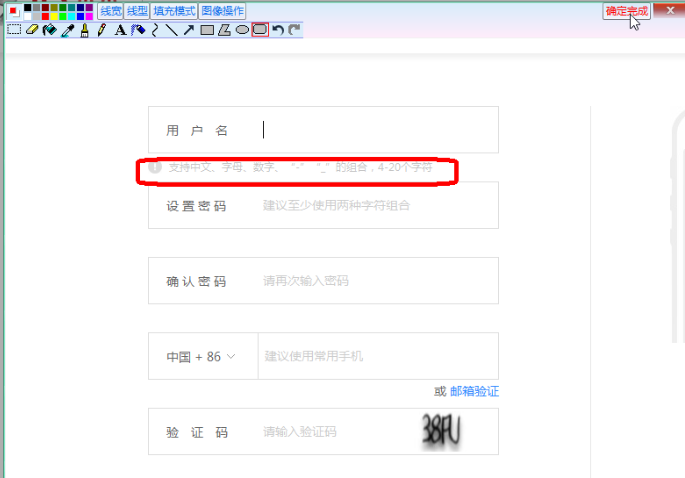 线宽 线型 填充模式 图像操作 确定完成
A
用 户 名
支持中文、字母、数字、“-”“_”的组合，4-20个字符
设 置 密 码 建议至少使用两种字符组合
确 认 密 码 请再次输入密码
中国 + 86 建议使用常用手机
或 邮箱验证
验 证 码 请输入验证码 38FU